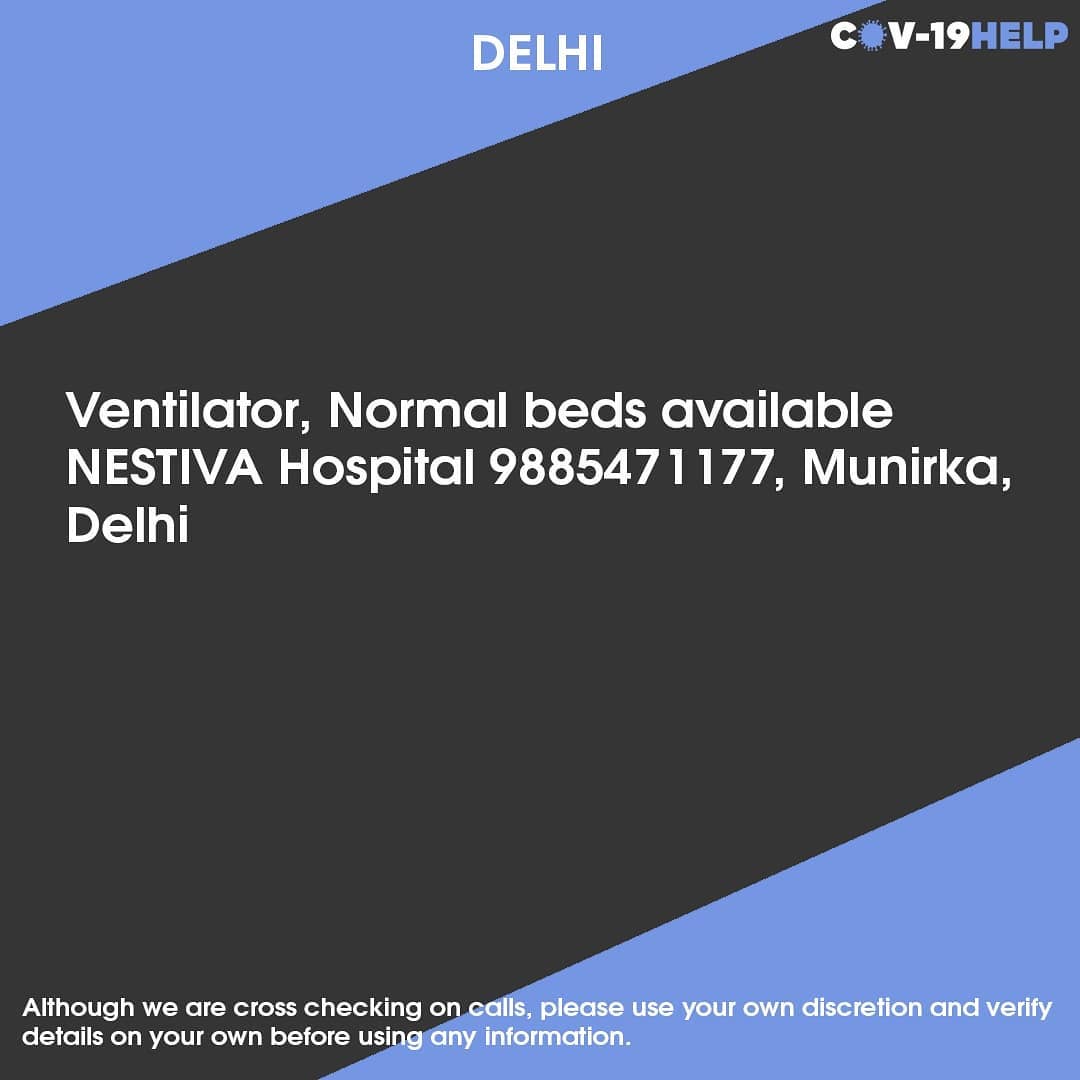 DELHI
COV-19HELP
Ventilator, Normal beds available
NESTIVA Hospital 9885471177, Munirka,
Delhi
Although we are cross checking on calls, please use your own discretion and verify
details on your own before using any information.